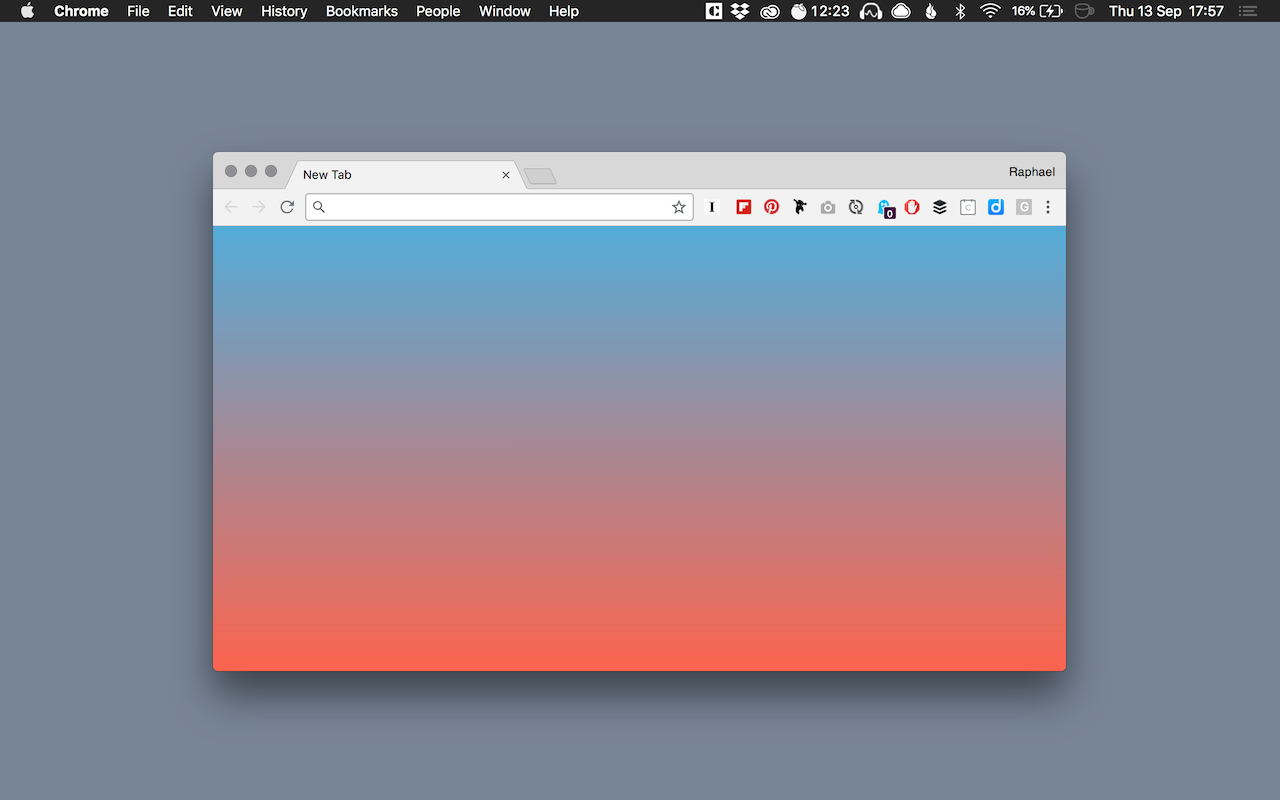 Chrome File Edit View History Bookmarks People Window Help 12:23 16% Thu 13 Sep 17:57
New Tab Raphael
I 0 C d G